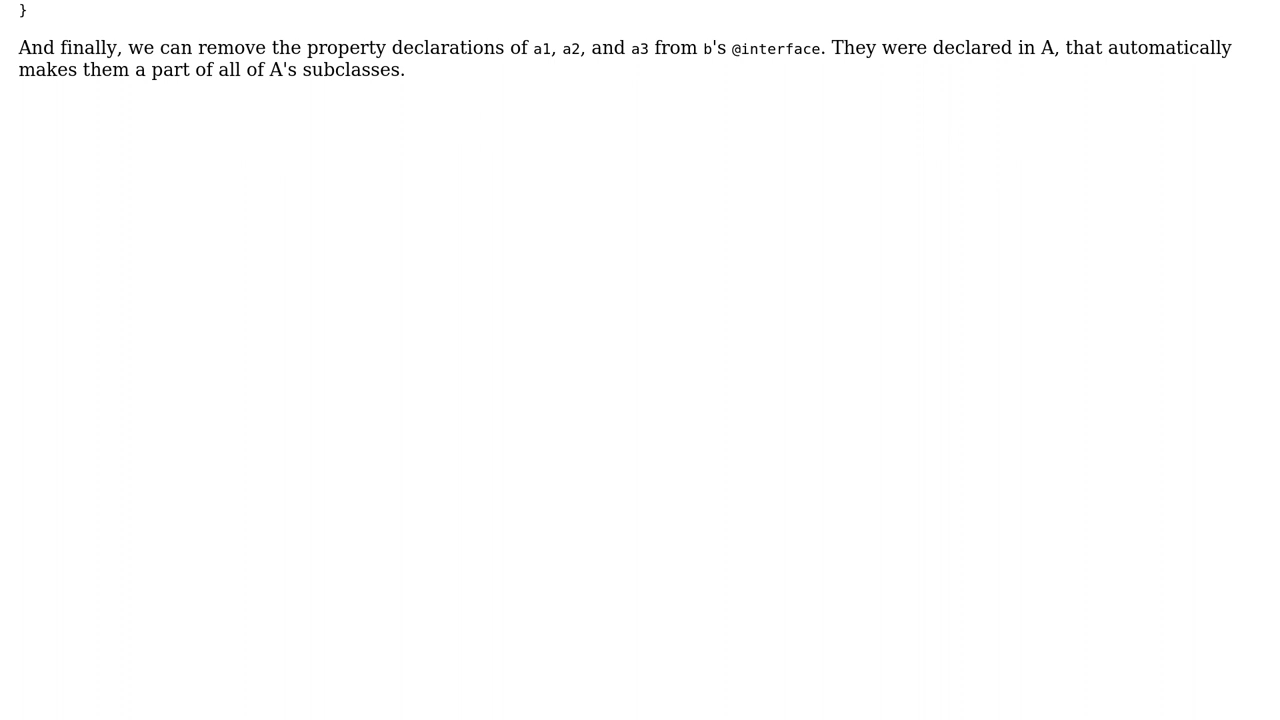 }
And finally, we can remove the property declarations of a1, a2, and a3 from b's @interface. They were declared in A, that automatically
makes them a part of all of A's subclasses.